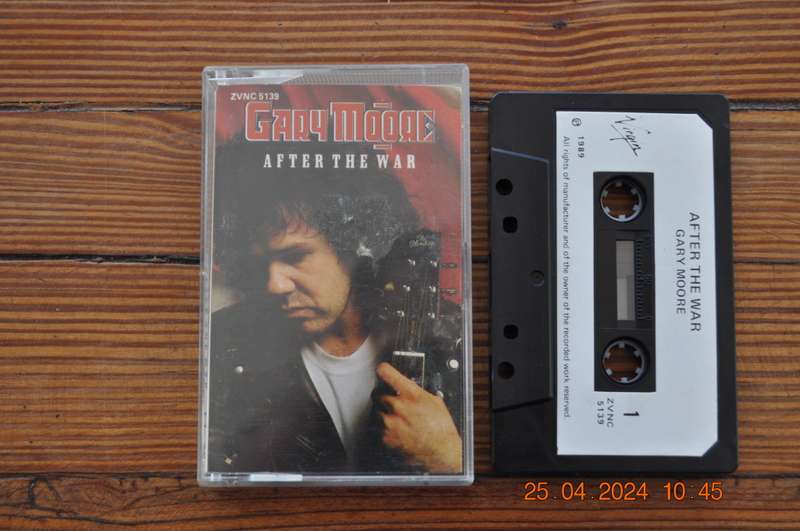 ZVNC 5139
GARY MOORE
AFTER THE WAR
Virgin
℗ 1989
All rights of manufacturer and of the owner of the recorded work reserved.
AFTER THE WAR
GARY MOORE
1
ZVNC
5139
25.04.2024 10:45